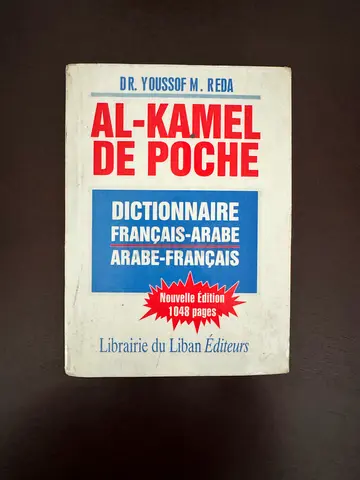 DR. YOUSSOF M. REDA
AL-KAMEL
DE POCHE
DICTIONNAIRE
FRANÇAIS-ARABE
ARABE-FRANÇAIS
Nouvelle Édition
1048 pages
Librairie du Liban Éditeurs